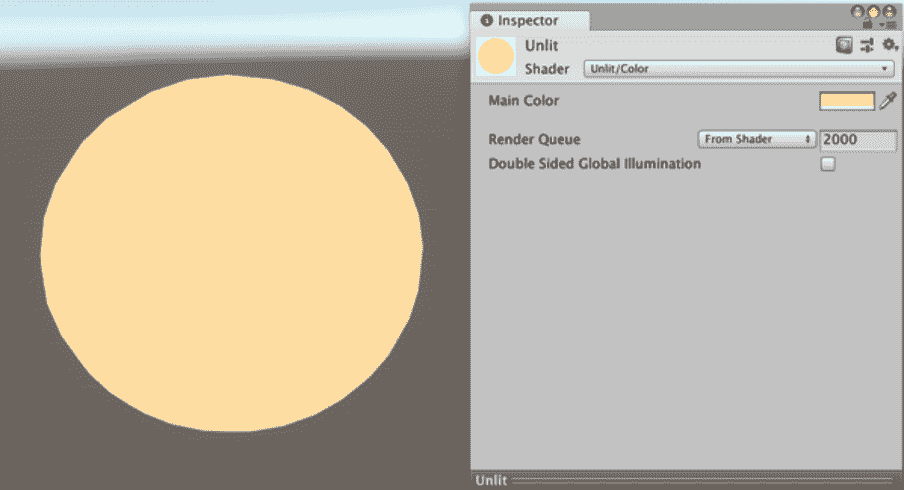 Inspector
Unlit
Shader Unlit/Color
Main Color
Render Queue From Shader 2000
Double Sided Global Illumination
Unlit